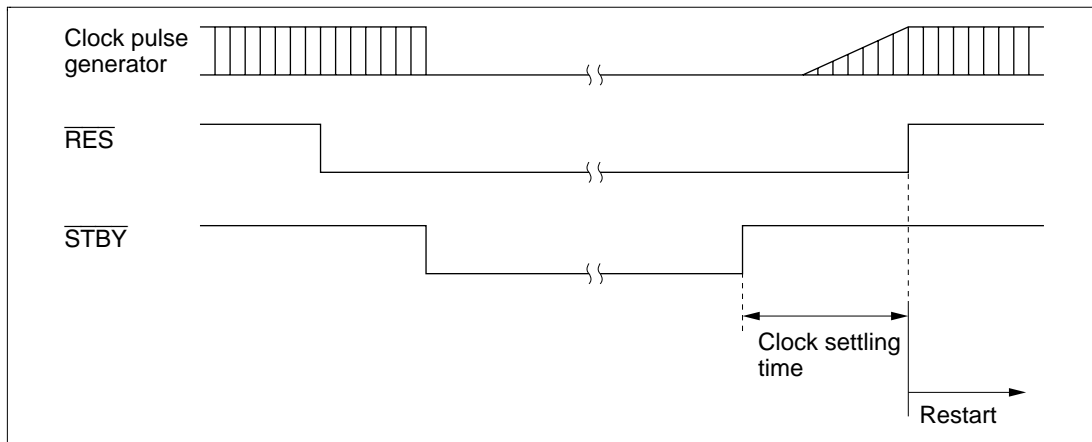 Clock pulse
generator
RES
STBY
Clock settling
time
Restart